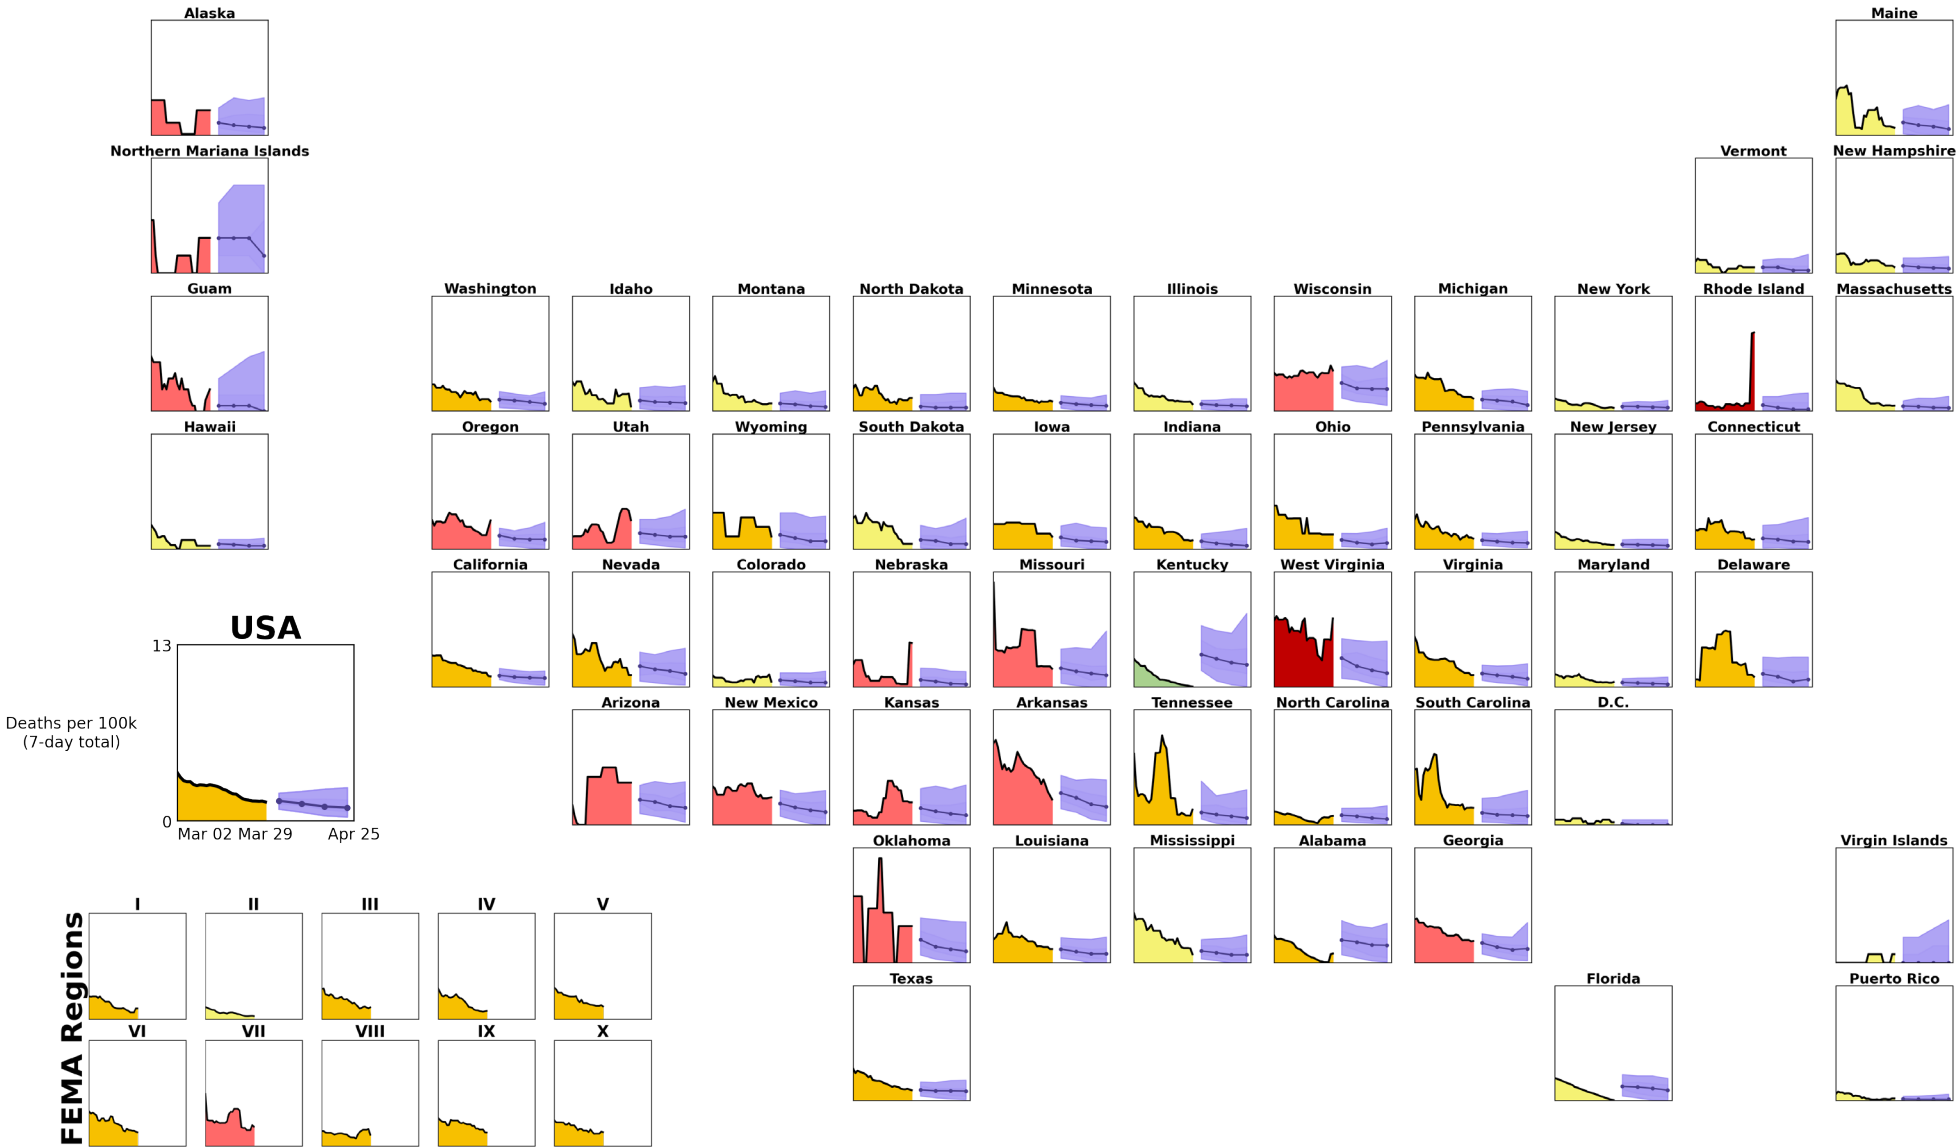 Alaska
Maine
Northern Mariana Islands
Vermont
New Hampshire
Guam
Washington
Idaho
Montana
North Dakota
Minnesota
Illinois
Wisconsin
Michigan
New York
Rhode Island
Massachusetts
Hawaii
Oregon
Utah
Wyoming
South Dakota
Iowa
Indiana
Ohio
Pennsylvania
New Jersey
Connecticut
California
Nevada
Colorado
Nebraska
Missouri
Kentucky
West Virginia
Virginia
Maryland
Delaware
USA
13
Deaths per 100k
(7-day total)
0
Mar 02
Mar 29
Apr 25
Arizona
New Mexico
Kansas
Arkansas
Tennessee
North Carolina
South Carolina
D.C.
Oklahoma
Louisiana
Mississippi
Alabama
Georgia
Virgin Islands
Texas
Florida
Puerto Rico
FEMA Regions
I
II
III
IV
V
VI
VII
VIII
IX
X